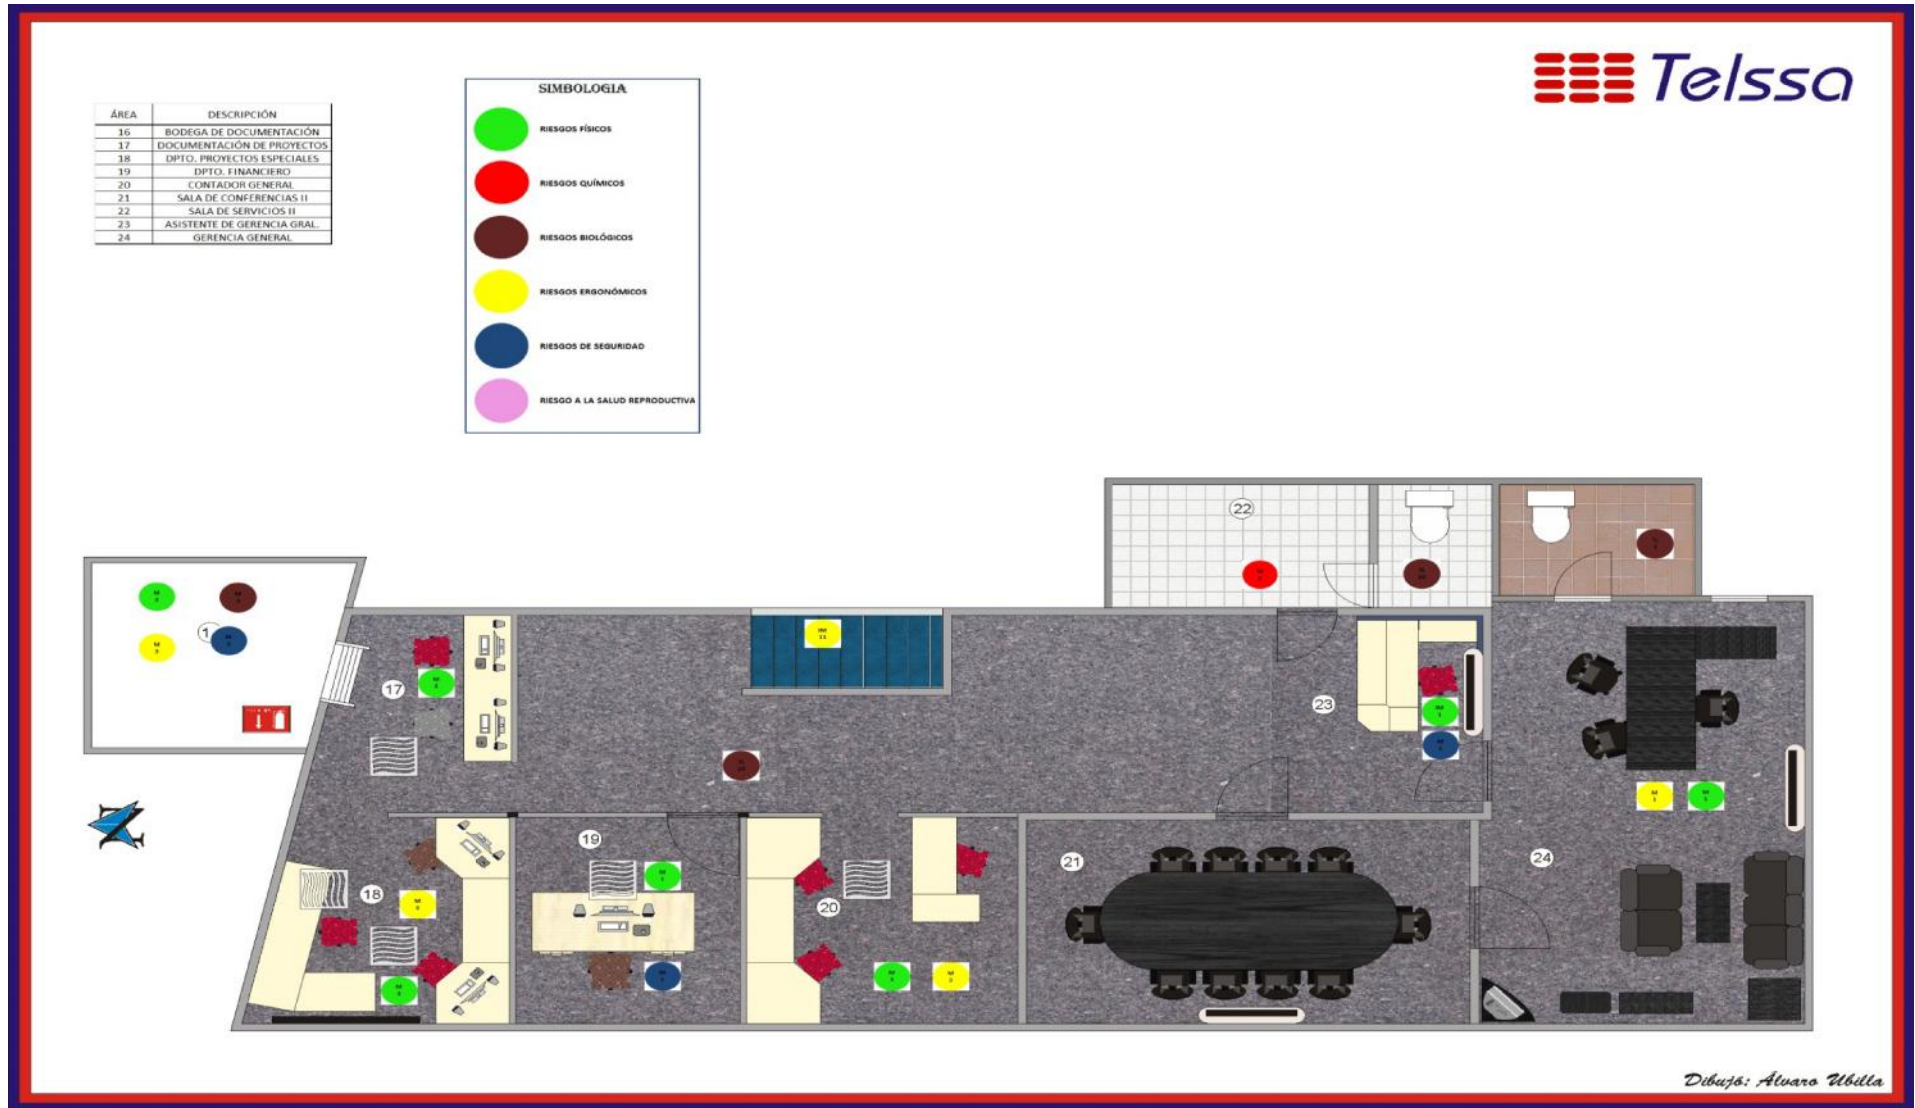 Telssa
ÁREA DESCRIPCIÓN
16 BODEGA DE DOCUMENTACIÓN
17 DOCUMENTACIÓN DE PROYECTOS
18 DPTO. PROYECTOS ESPECIALES
19 DPTO. FINANCIERO
20 CONTADOR GENERAL
21 SALA DE CONFERENCIAS II
22 SALA DE SERVICIOS II
23 ASISTENTE DE GERENCIA GRAL.
24 GERENCIA GENERAL
SIMBOLOGIA
RIESGOS FÍSICOS
RIESGOS QUÍMICOS
RIESGOS BIOLÓGICOS
RIESGOS ERGONÓMICOS
RIESGOS DE SEGURIDAD
RIESGO A LA SALUD REPRODUCTIVA
22
1
17
23
19
21
24
18
20
Dibujó: Álvaro Ubilla